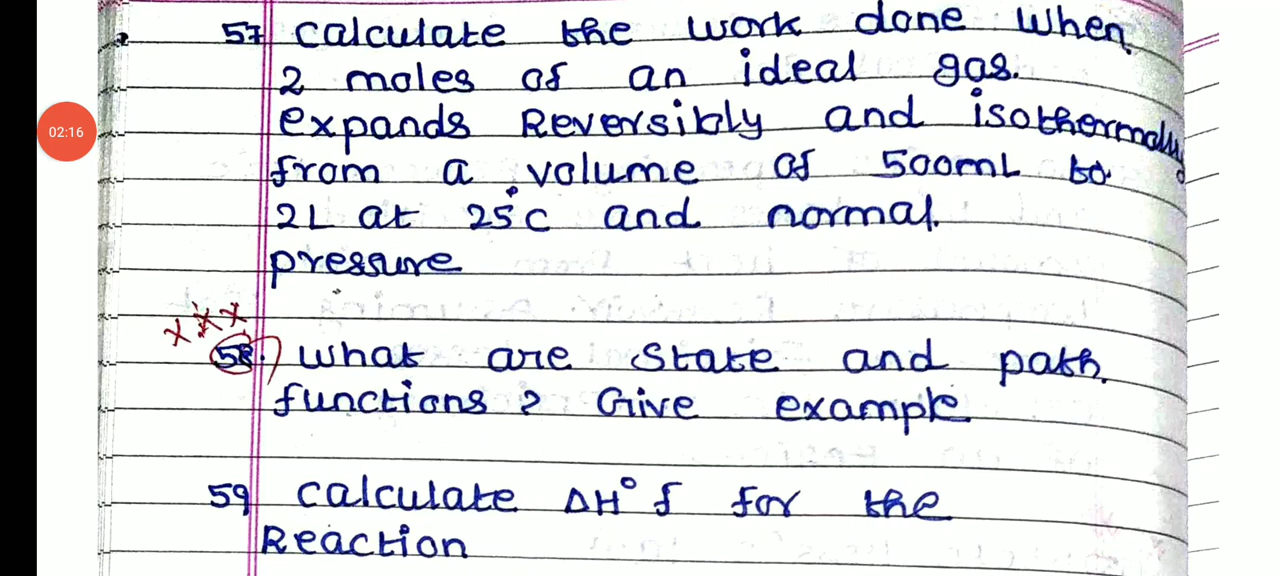 57 Calculate the work done when
2 moles of an ideal gas.
expands Reversibly and isothermaly
from a volume of 500mL to
2L at 25°C and normal.
pressure
02:16
x x x
58. What are State and path
functions ? Give example
59 Calculate ΔH° f for the
Reaction